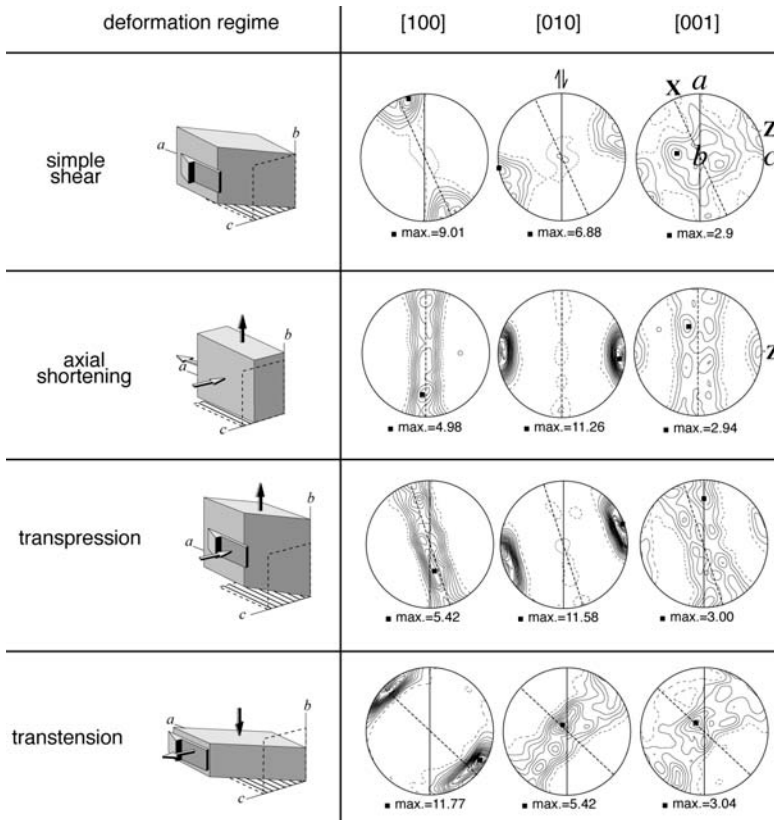 deformation regime [100] [010] [001]
simple
shear
a
b
c
X a
Z
b c
max.=9.01 max.=6.88 max.=2.9
axial
shortening
a
b
c
Z
max.=4.98 max.=11.26 max.=2.94
transpression
a
b
c
max.=5.42 max.=11.58 max.=3.00
transtension
a
b
c
max.=11.77 max.=5.42 max.=3.04